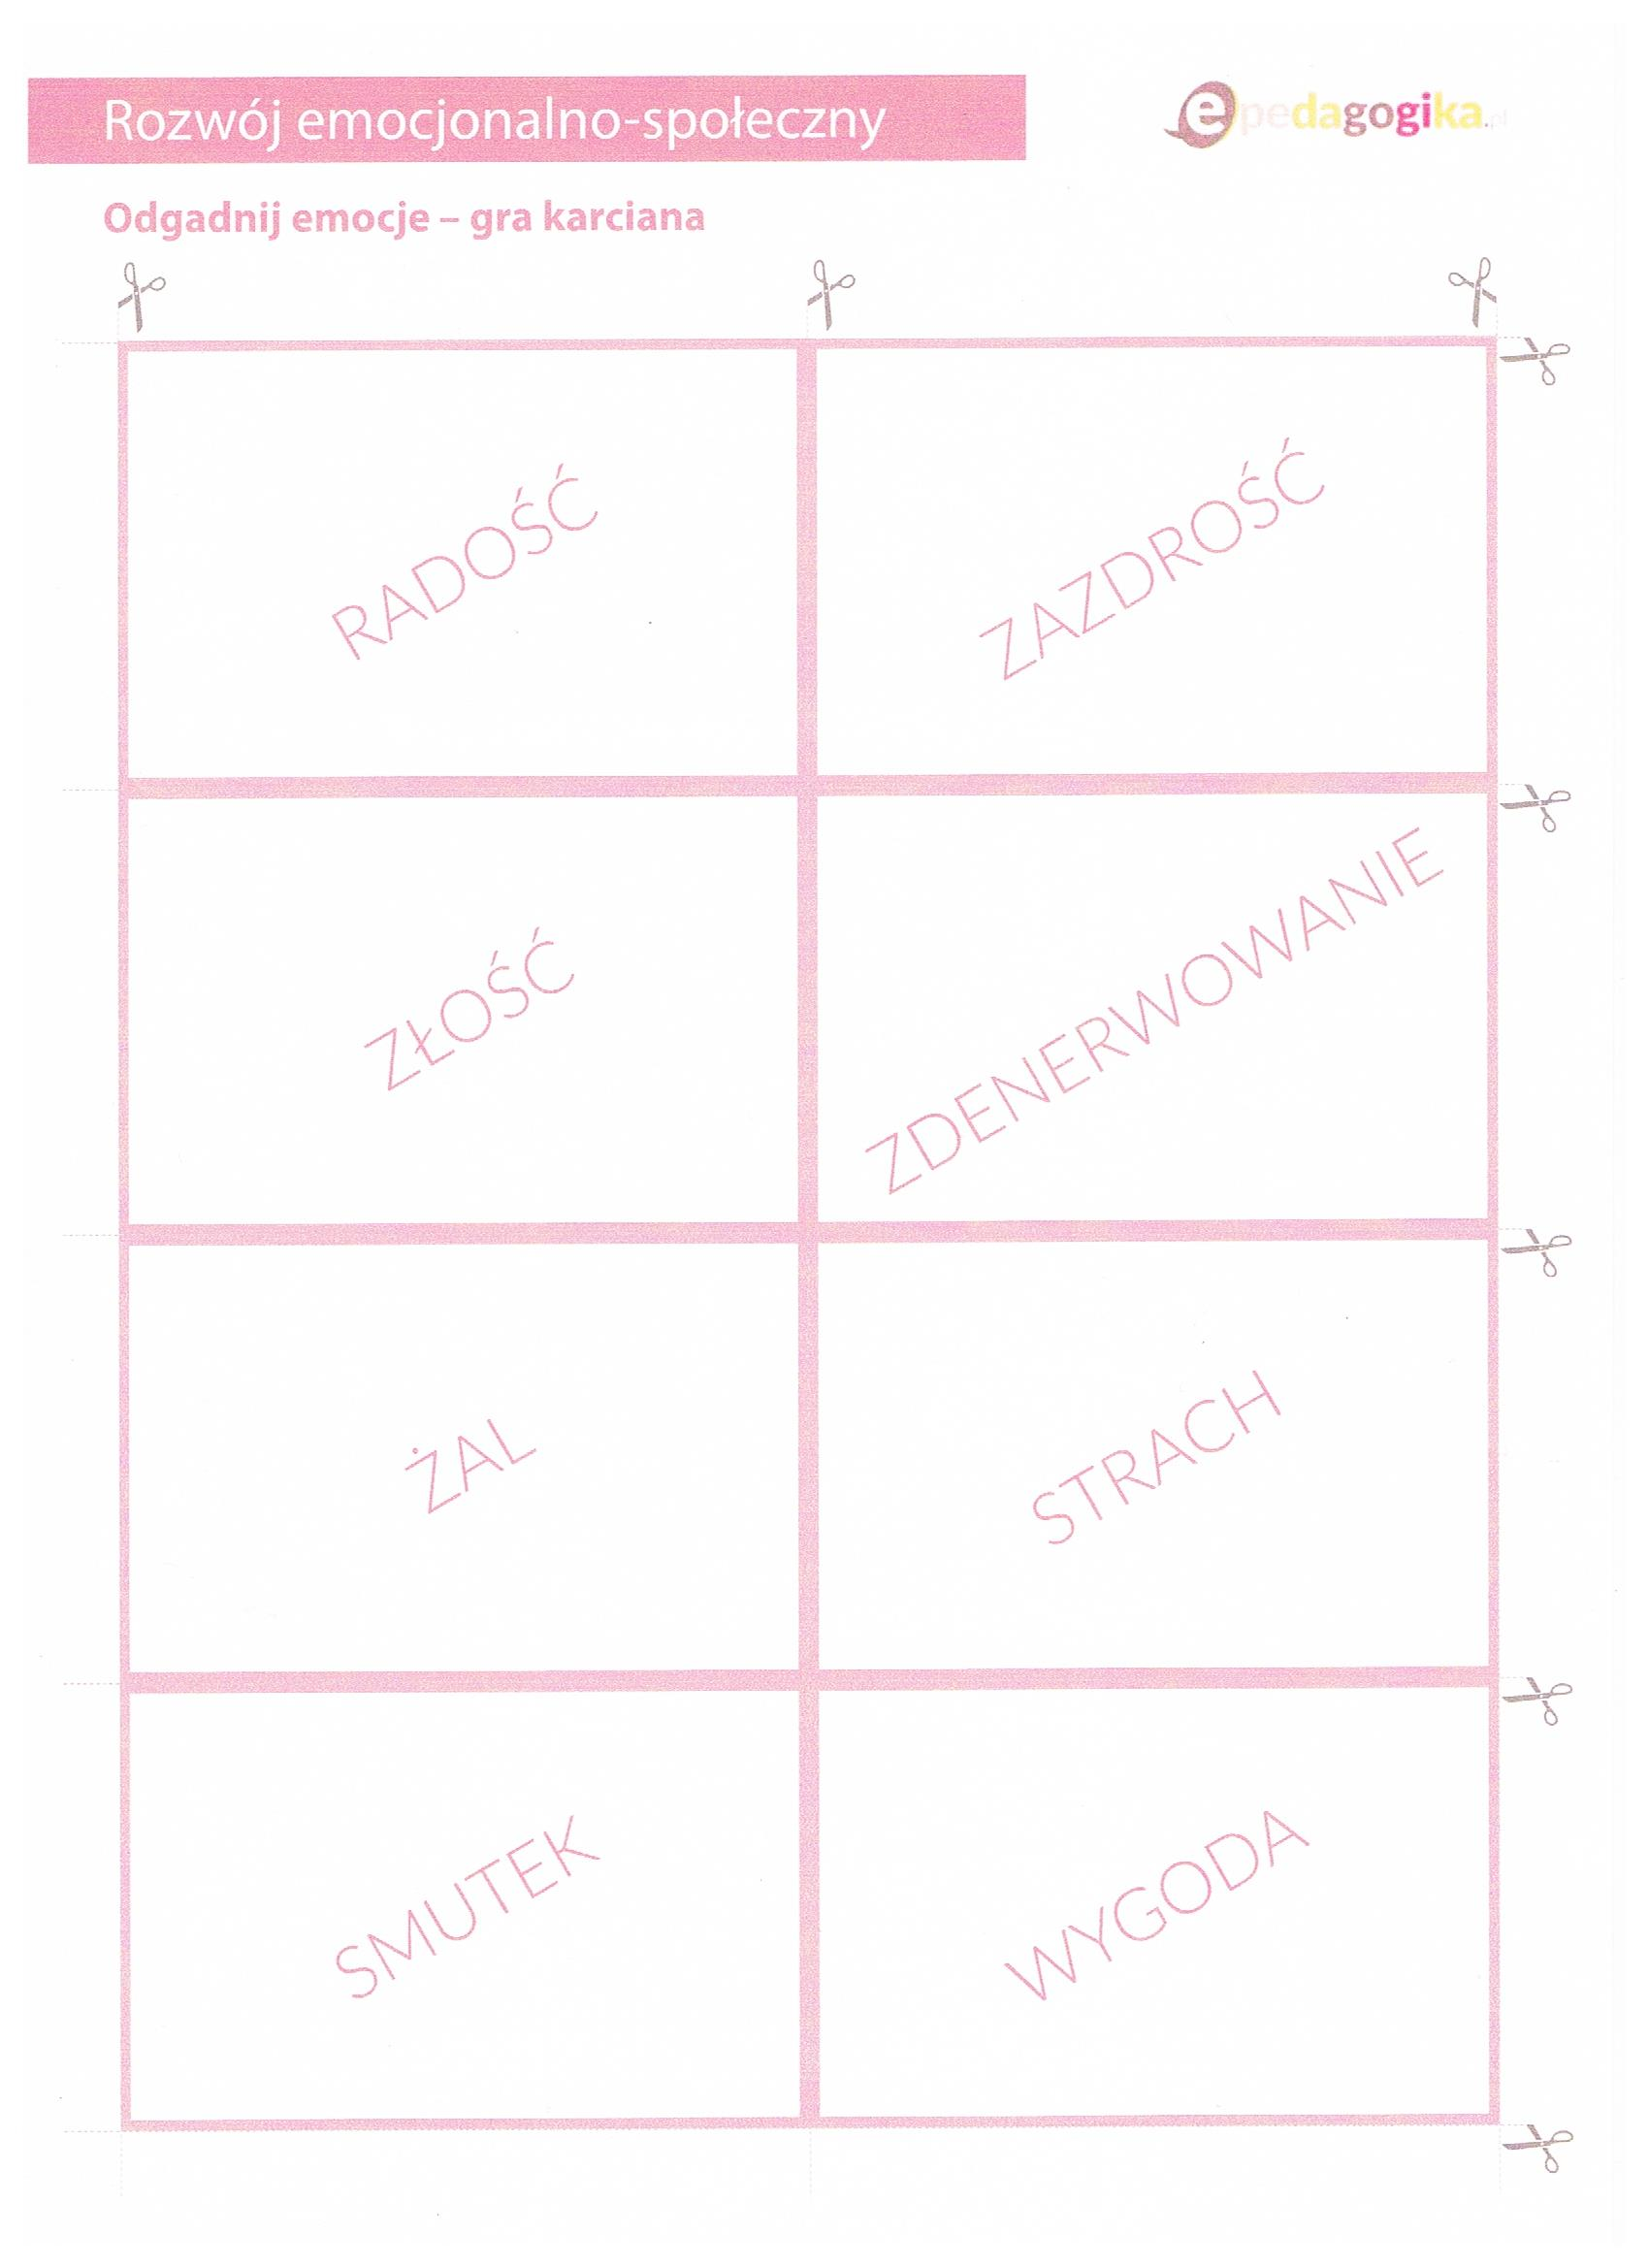 Rozwój emocjonalno-społeczny
epedagogika.pl
Odgadnij emocje – gra karciana
RADOŚĆ
ZAZDROŚĆ
ZŁOŚĆ
ZDENERWOWANIE
ŻAL
STRACH
SMUTEK
WYGODA